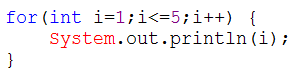 for(int i=1;i<=5;i++) {
    System.out.println(i);
}